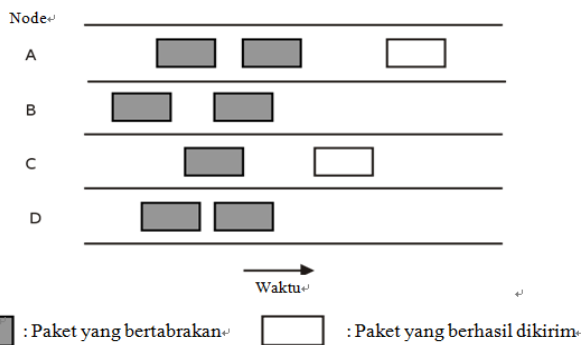 Node
A
B
C
D
Waktu
: Paket yang bertabrakan
: Paket yang berhasil dikirim